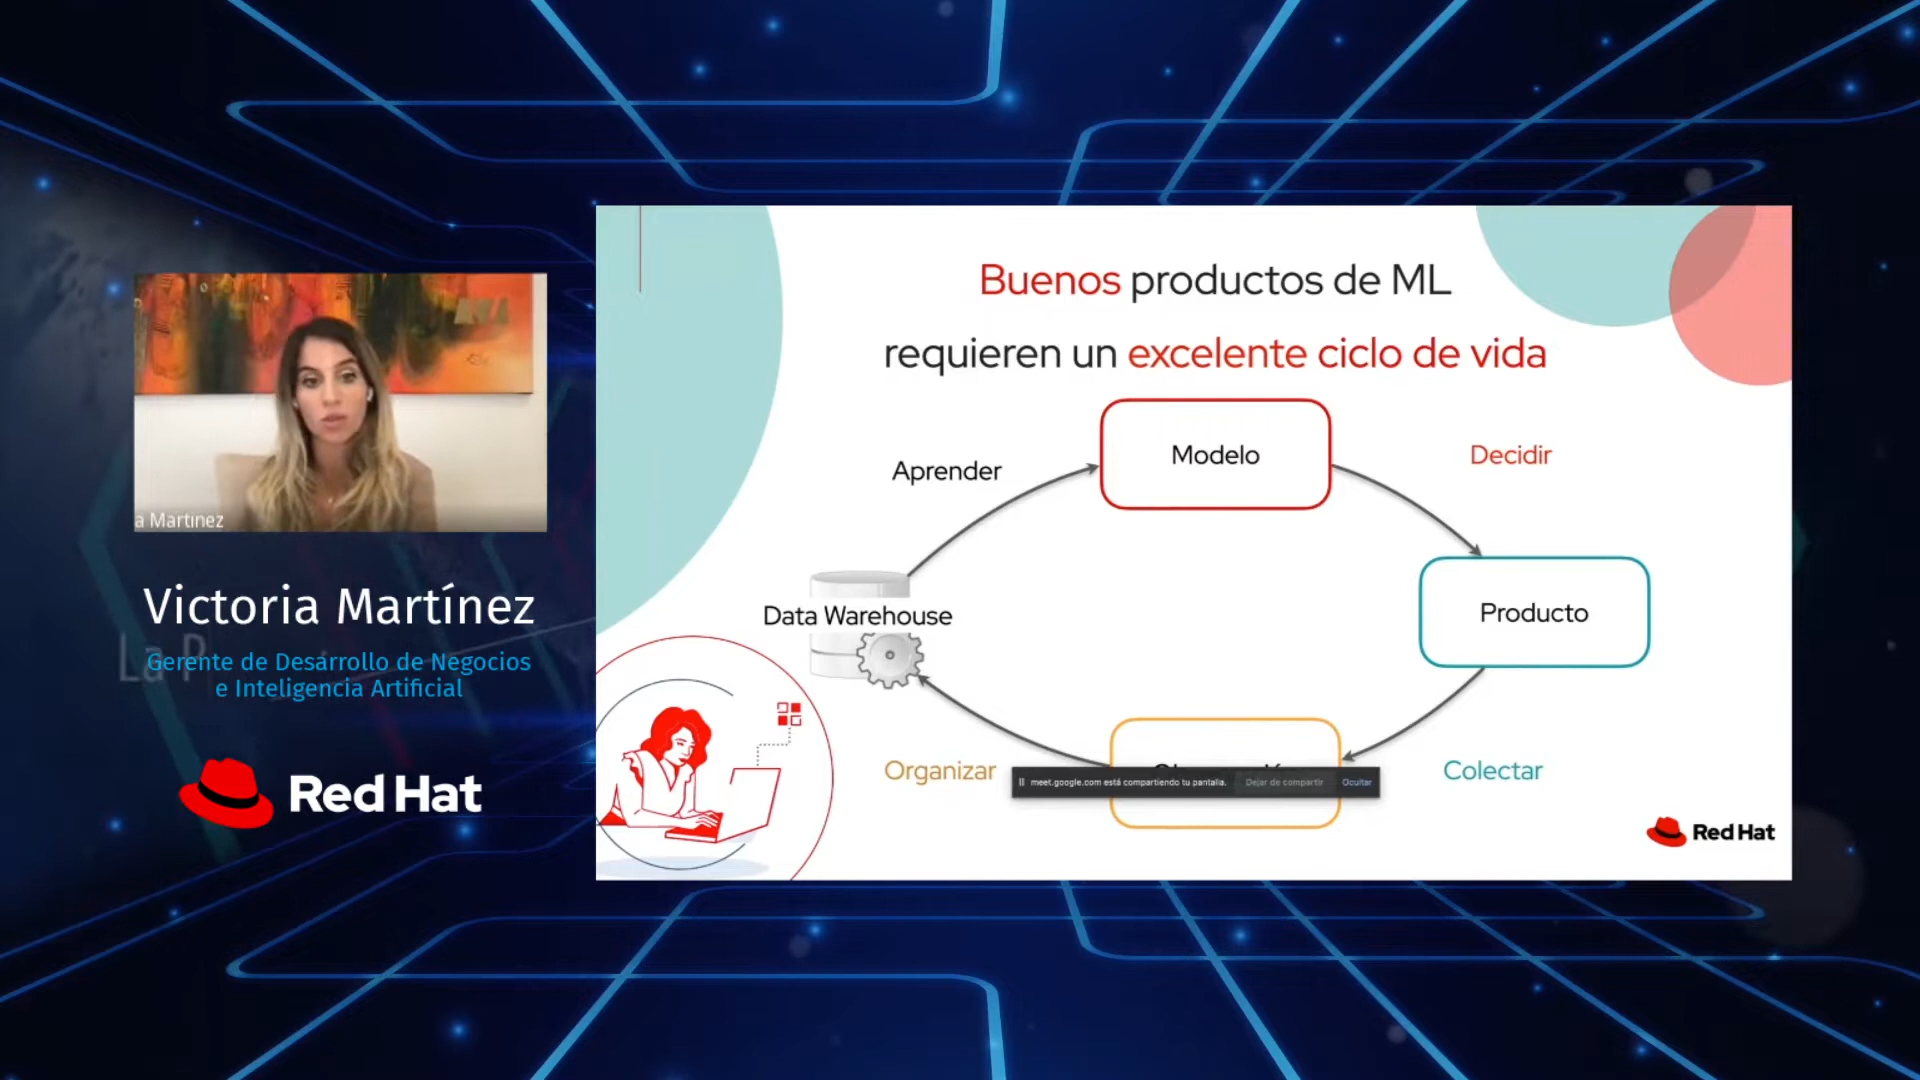 a Martinez
Victoria Martínez
La P
Gerente de Desarrollo de Negocios
e Inteligencia Artificial
Red Hat
Buenos productos de ML
requieren un excelente ciclo de vida
Modelo
Decidir
Aprender
Data Warehouse
Producto
Organizar
Colectar
meet.google.com está compartiendo tu pantalla. Dejar de compartir Ocultar
Red Hat